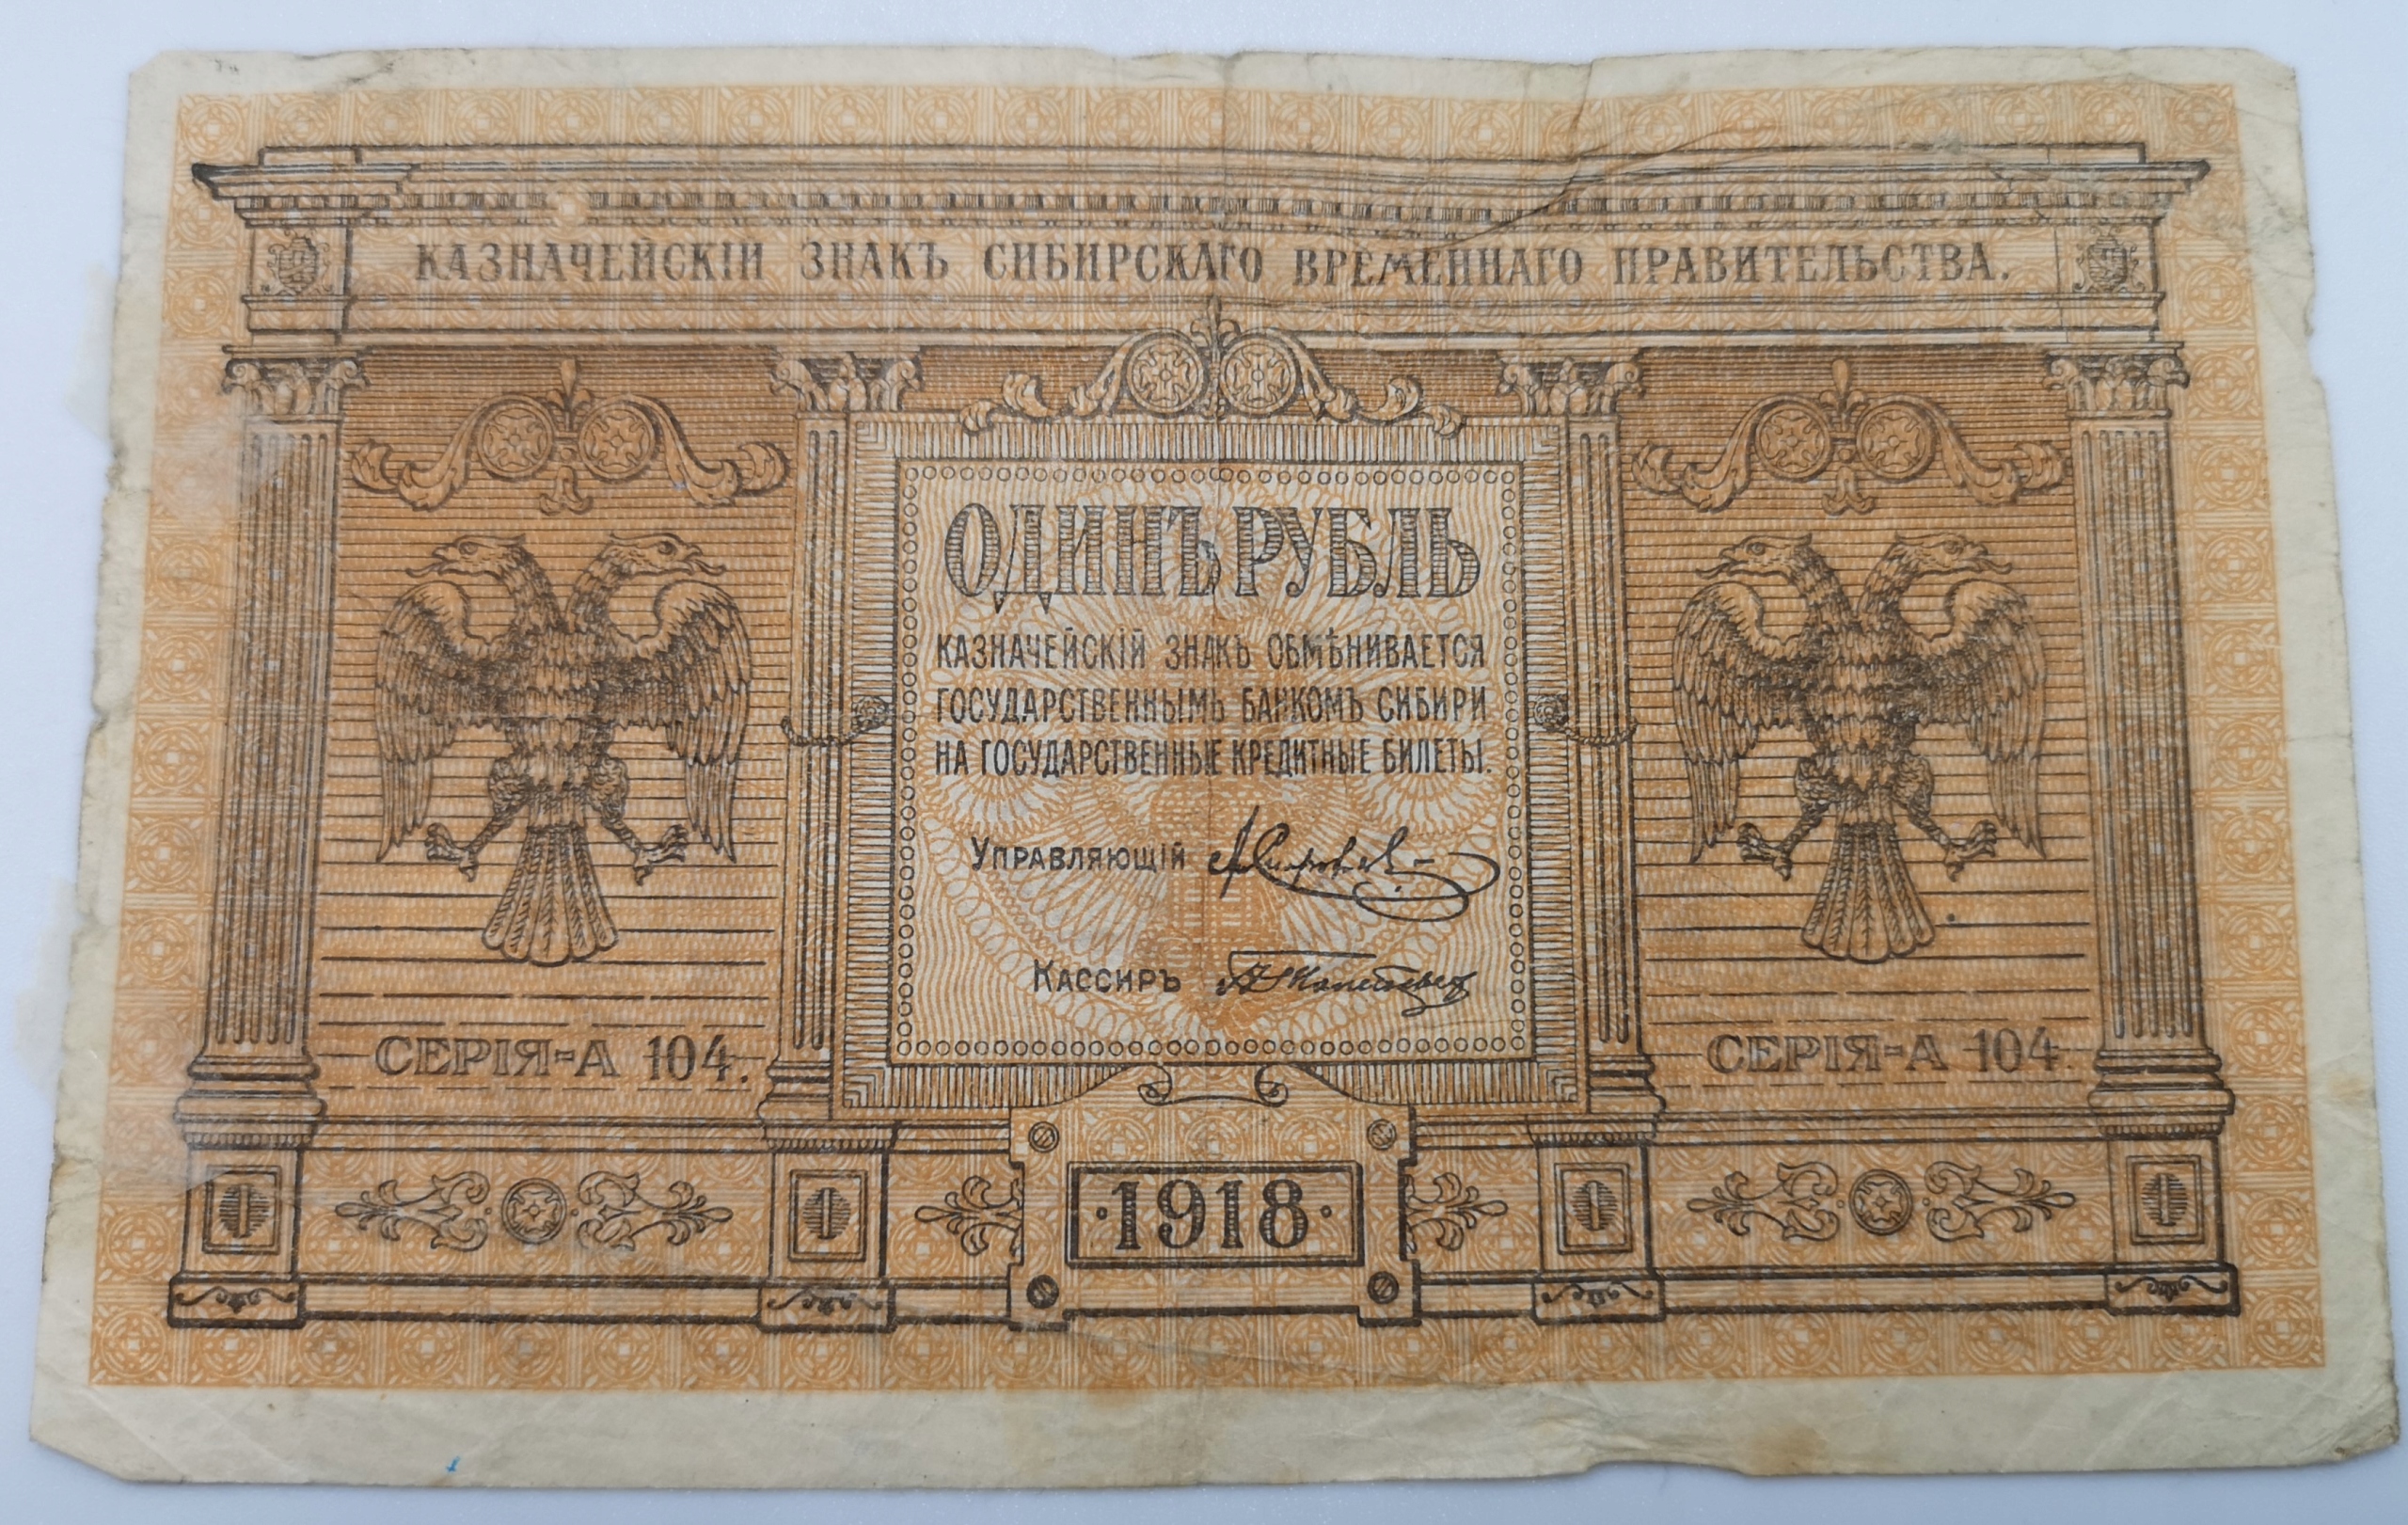 КАЗНАЧЕЙСКІЙ ЗНАКЪ СИБИРСКАГО ВРЕМЕННАГО ПРАВИТЕЛЬСТВА.
ОДИНЪ РУБЛЬ
КАЗНАЧЕЙСКІЙ ЗНАКЪ ОБМѢНИВАЕТСЯ
ГОСУДАРСТВЕННЫМЪ БАНКОМЪ СИБИРИ
НА ГОСУДАРСТВЕННЫЕ КРЕДИТНЫЕ БИЛЕТЫ.
УПРАВЛЯЮЩІЙ
КАССИРЪ
СЕРІЯ=А 104.
СЕРІЯ=А 104.
1
1
1
1
·1918·